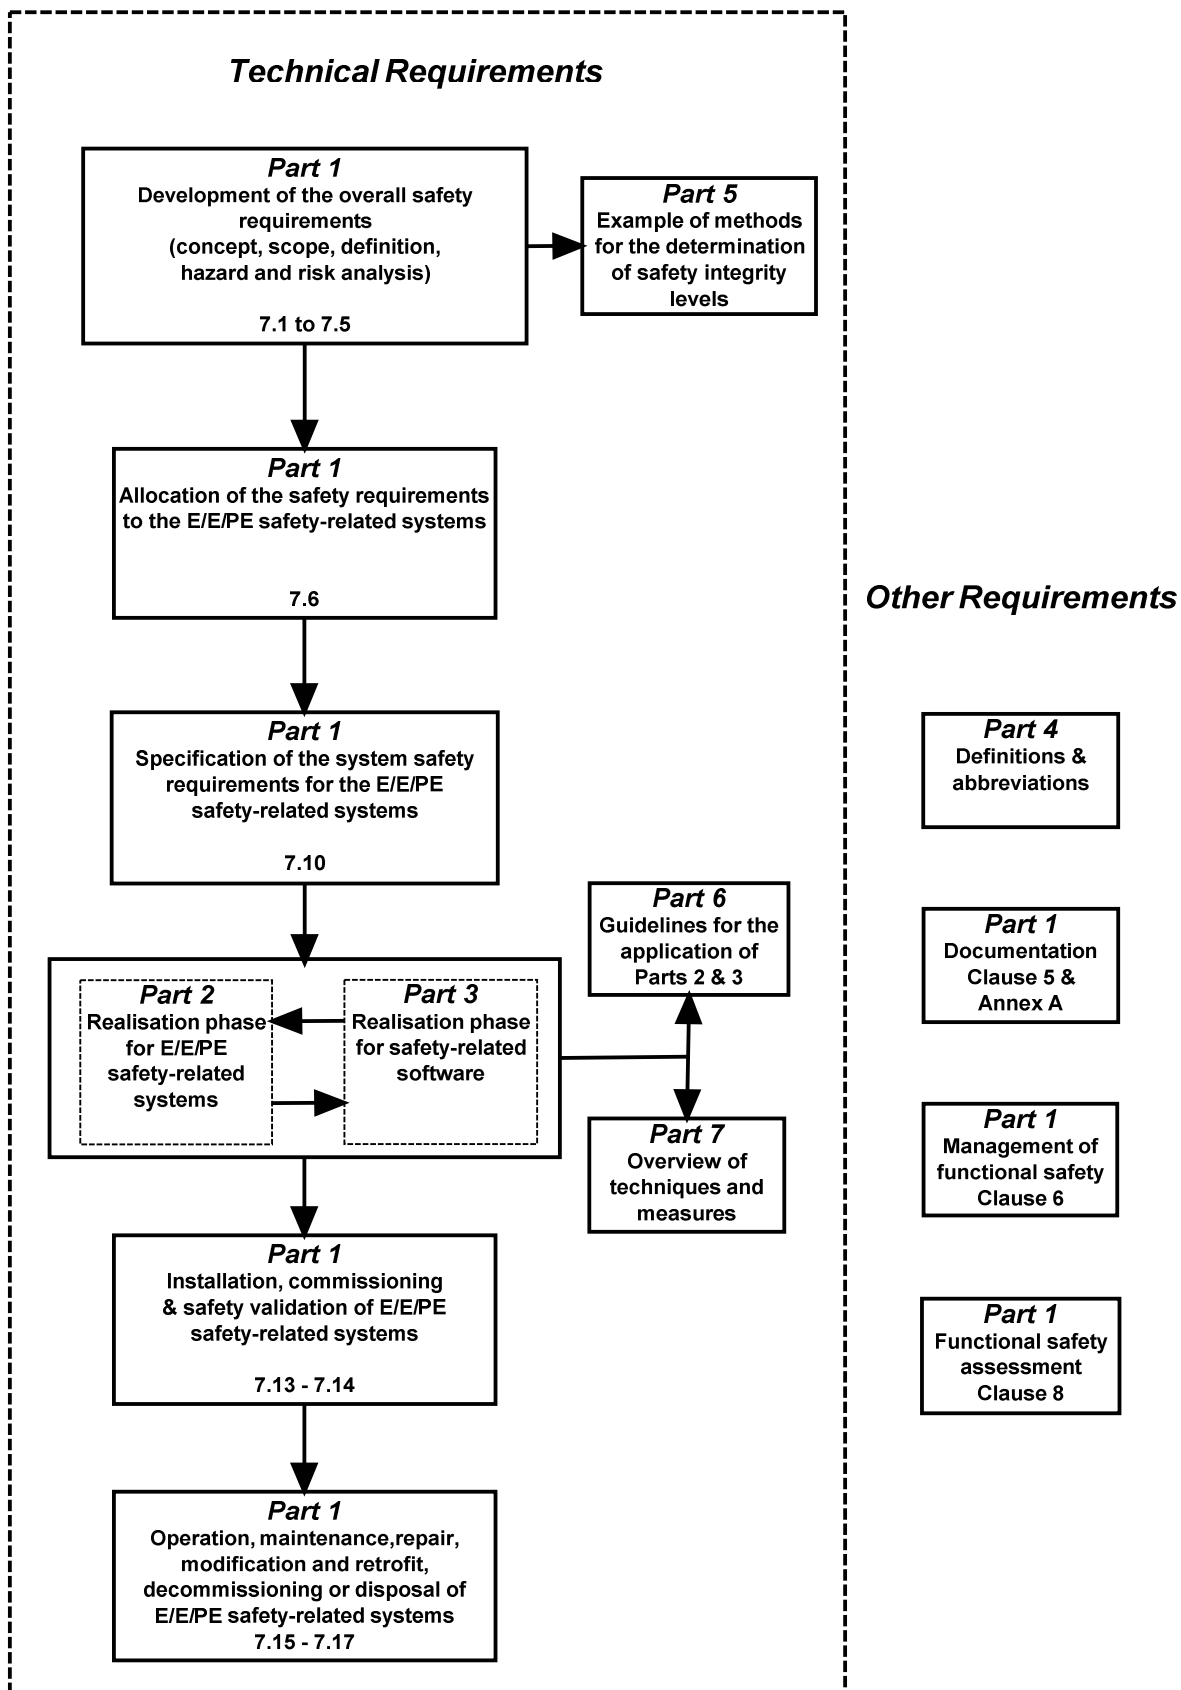 Technical Requirements
Part 1
Development of the overall safety
requirements
(concept, scope, definition,
hazard and risk analysis)
7.1 to 7.5
Part 5
Example of methods
for the determination
of safety integrity
levels
Part 1
Allocation of the safety requirements
to the E/E/PE safety-related systems
7.6
Part 1
Specification of the system safety
requirements for the E/E/PE
safety-related systems
7.10
Part 6
Guidelines for the
application of
Parts 2 & 3
Part 2
Realisation phase
for E/E/PE
safety-related
systems
Part 3
Realisation phase
for safety-related
software
Part 7
Overview of
techniques and
measures
Part 1
Installation, commissioning
& safety validation of E/E/PE
safety-related systems
7.13 - 7.14
Part 1
Operation, maintenance,repair,
modification and retrofit,
decommissioning or disposal of
E/E/PE safety-related systems
7.15 - 7.17
Other Requirements
Part 4
Definitions &
abbreviations
Part 1
Documentation
Clause 5 &
Annex A
Part 1
Management of
functional safety
Clause 6
Part 1
Functional safety
assessment
Clause 8